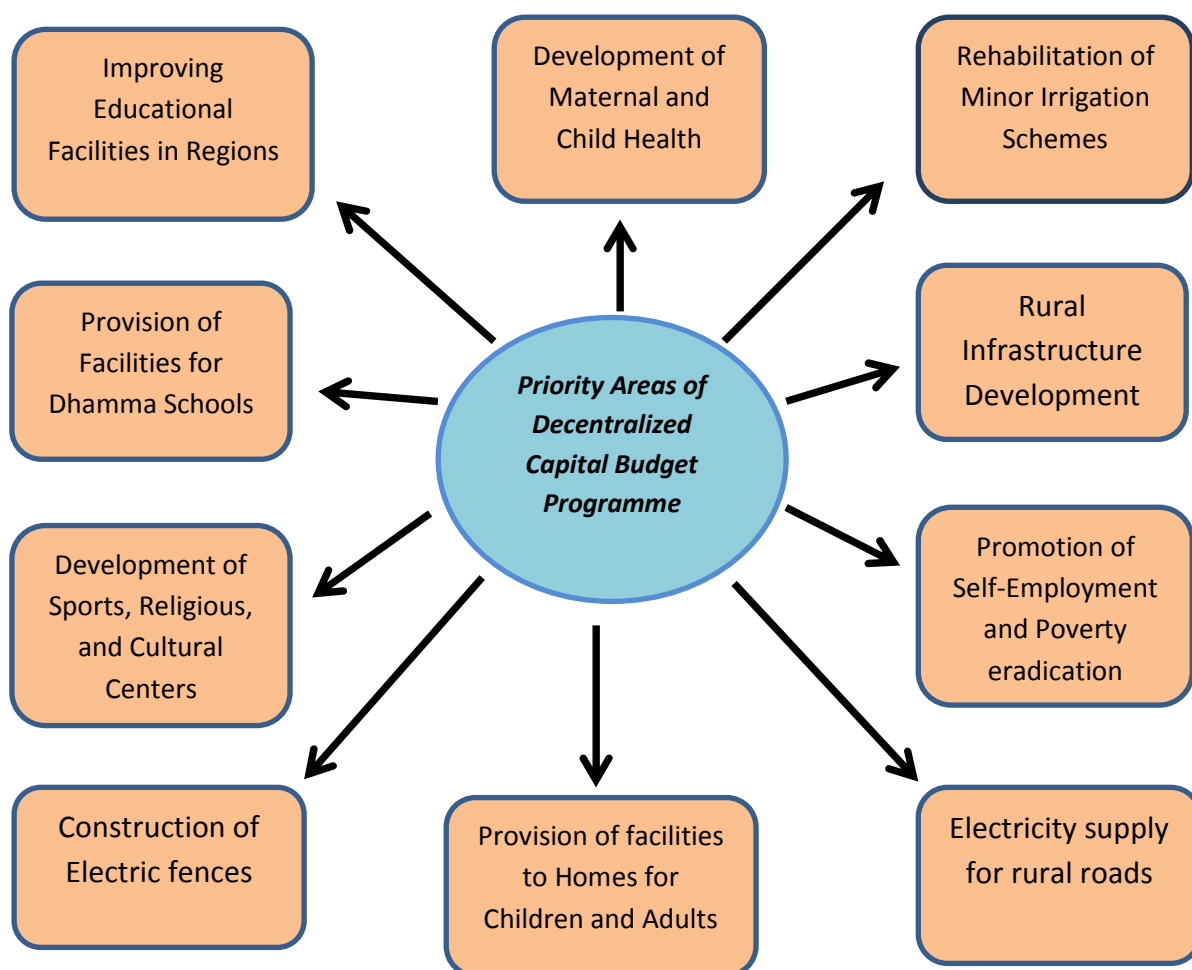 Improving
Educational
Facilities in Regions
Development of
Maternal and
Child Health
Rehabilitation of
Minor Irrigation
Schemes
Provision of
Facilities for
Dhamma Schools
Priority Areas of
Decentralized
Capital Budget
Programme
Rural
Infrastructure
Development
Development of
Sports, Religious,
and Cultural
Centers
Promotion of
Self-Employment
and Poverty
eradication
Construction of
Electric fences
Provision of facilities
to Homes for
Children and Adults
Electricity supply
for rural roads